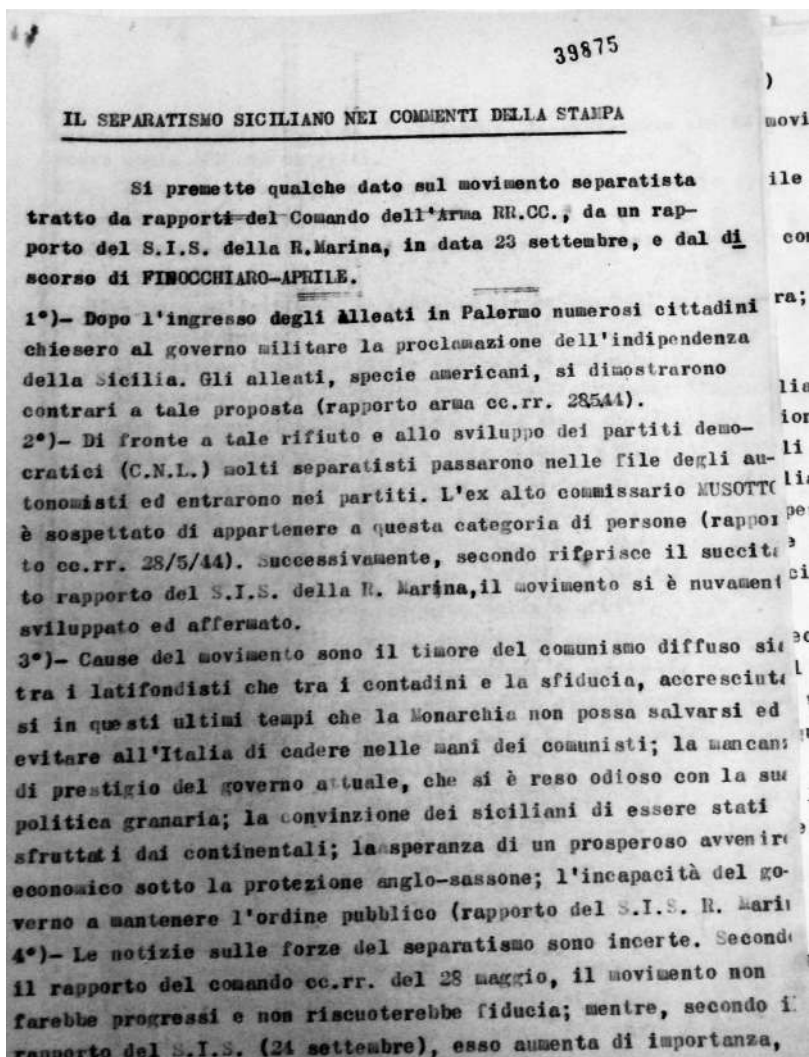 39875
IL SEPARATISMO SICILIANO NEI COMMENTI DELLA STAMPA
Si premette qualche dato sul movimento separatista
tratto da rapporti del Comando dell'Arma RR.CC., da un rap-
porto del S.I.S. della R.Marina, in data 23 settembre, e dal di
scorso di FINOCCHIARO-APRILE.
1°)- Dopo l'ingresso degli Alleati in Palermo numerosi cittadini
chiesero al governo militare la proclamazione dell'indipendenza
della Sicilia. Gli alleati, specie americani, si dimostrarono
contrari a tale proposta (rapporto arma cc.rr. 28.5.44).
2°)- Di fronte a tale rifiuto e allo sviluppo dei partiti demo-
cratici (C.N.L.) molti separatisti passarono nelle file degli au-
tonomisti ed entrarono nei partiti. L'ex alto commissario MUSOTTO
è sospettato di appartenere a questa categoria di persone (rappor
to cc.rr. 28/5/44). Successivamente, secondo riferisce il succita
to rapporto del S.I.S. della R. Marina,il movimento si è nuvament
sviluppato ed affermato.
3°)- Cause del movimento sono il timore del comunismo diffuso sia
tra i latifondisti che tra i contadini e la sfiducia, accresciuta
si in questi ultimi tempi che la Monarchia non possa salvarsi ed
evitare all'Italia di cadere nelle mani dei comunisti; la mancanz
di prestigio del governo attuale, che si è reso odioso con la sua
politica granaria; la convinzione dei siciliani di essere stati
sfruttati dai continentali; la speranza di un prosperoso avvenire
economico sotto la protezione anglo-sassone; l'incapacità del go-
verno a mantenere l'ordine pubblico (rapporto del S.I.S. R. Marin
4°)- Le notizie sulle forze del separatismo sono incerte. Secondo
il rapporto del comando cc.rr. del 28 maggio, il movimento non
farebbe progressi e non riscuoterebbe fiducia; mentre, secondo il
rapporto del S.I.S. (24 settembre), esso aumenta di importanza,